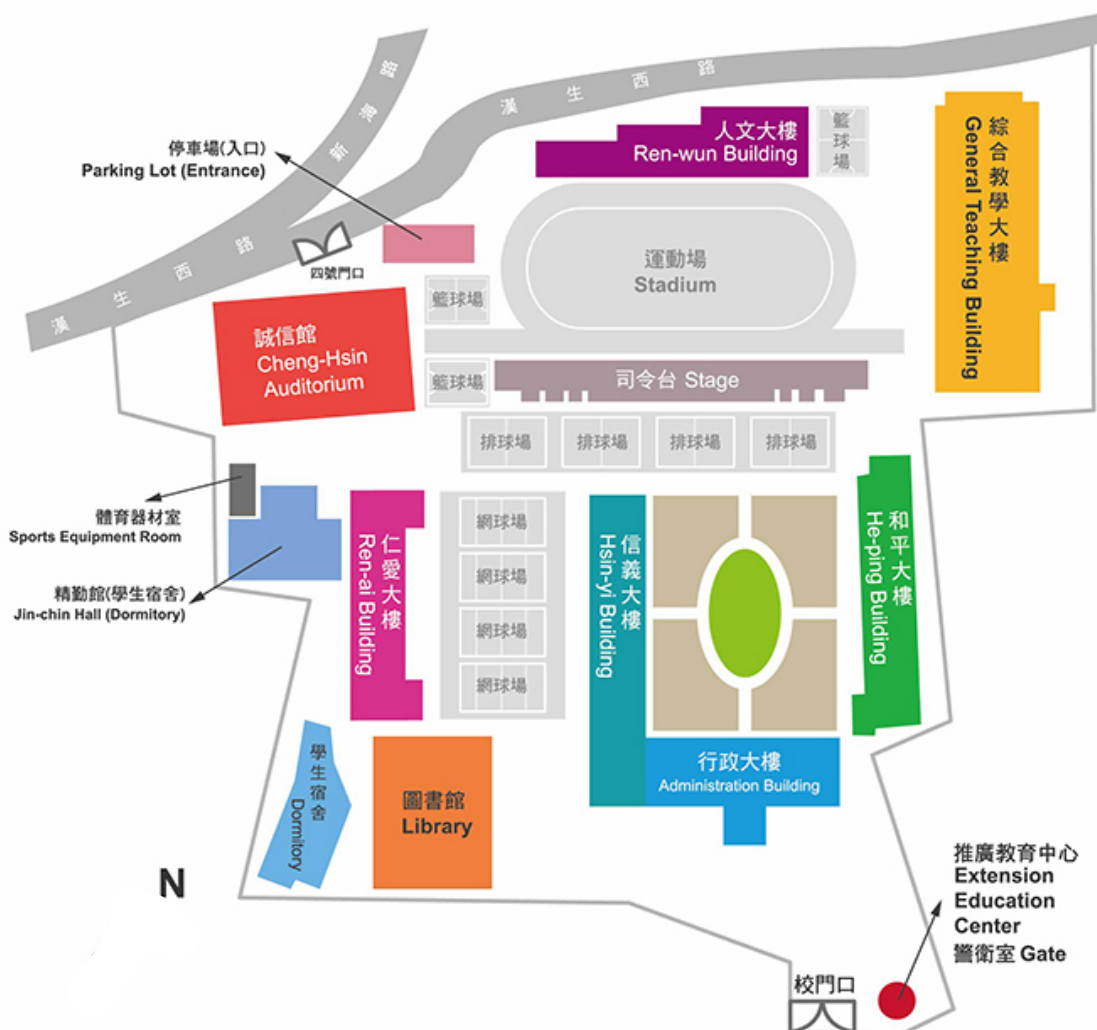 新海路
漢生西路
停車場(入口)
Parking Lot (Entrance)
人文大樓
Ren-wun Building
籃球場
綜合教學大樓
General Teaching Building
漢生西路
四號門口
運動場
Stadium
籃球場
誠信館
Cheng-Hsin
Auditorium
籃球場
司令台 Stage
排球場
排球場
排球場
排球場
體育器材室
Sports Equipment Room
精勤館(學生宿舍)
Jin-chin Hall (Dormitory)
仁愛大樓
Ren-ai Building
網球場
網球場
網球場
網球場
信義大樓
Hsin-yi Building
和平大樓
He-ping Building
學生宿舍
Dormitory
圖書館
Library
行政大樓
Administration Building
N
推廣教育中心
Extension
Education
Center
警衛室 Gate
校門口